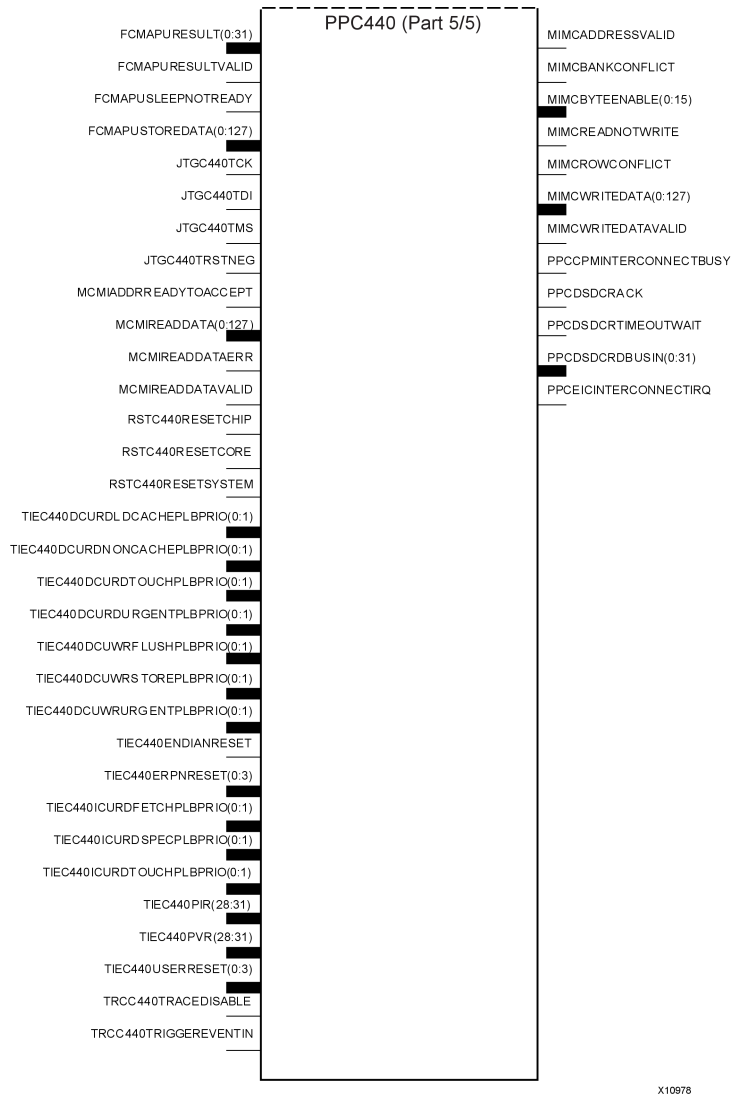 PPC440 (Part 5/5)
FCMAPURESULT(0:31)
FCMAPURESULTVALID
FCMAPUSLEEPNOTREADY
FCMAPUSTOREDATA(0:127)
JTGC440TCK
JTGC440TDI
JTGC440TMS
JTGC440TRSTNEG
MCMIADDRREADYTOACCEPT
MCMIREADDATA(0:127)
MCMIREADDATAERR
MCMIREADDATAVALID
RSTC440RESETCHIP
RSTC440RESETCORE
RSTC440RESETSYSTEM
TIEC440DCURDLDCACHEPLBPRIO(0:1)
TIEC440DCURDNONCACHEPLBPRIO(0:1)
TIEC440DCURDTOUCHPLBPRIO(0:1)
TIEC440DCURDURGENTPLBPRIO(0:1)
TIEC440DCUWRFLUSHPLBPRIO(0:1)
TIEC440DCUWRSTOREPLBPRIO(0:1)
TIEC440DCUWRURGENTPLBPRIO(0:1)
TIEC440ENDIANRESET
TIEC440ERPNRESET(0:3)
TIEC440ICURDFETCHPLBPRIO(0:1)
TIEC440ICURDSPECPLBPRIO(0:1)
TIEC440ICURDTOUCHPLBPRIO(0:1)
TIEC440PIR(28:31)
TIEC440PVR(28:31)
TIEC440USERRESET(0:3)
TRCC440TRACEDISABLE
TRCC440TRIGGEREVENTIN
MIMCADDRESSVALID
MIMCBANKCONFLICT
MIMCBYTEENABLE(0:15)
MIMCREADNOTWRITE
MIMCROWCONFLICT
MIMCWRITEDATA(0:127)
MIMCWRITEDATAVALID
PPCCPMINTERCONNECTBUSY
PPCDSDCRACK
PPCDSDCRTIMEOUTWAIT
PPCDSDCRDBUSIN(0:31)
PPCEICINTERCONNECTIRQ
X10978